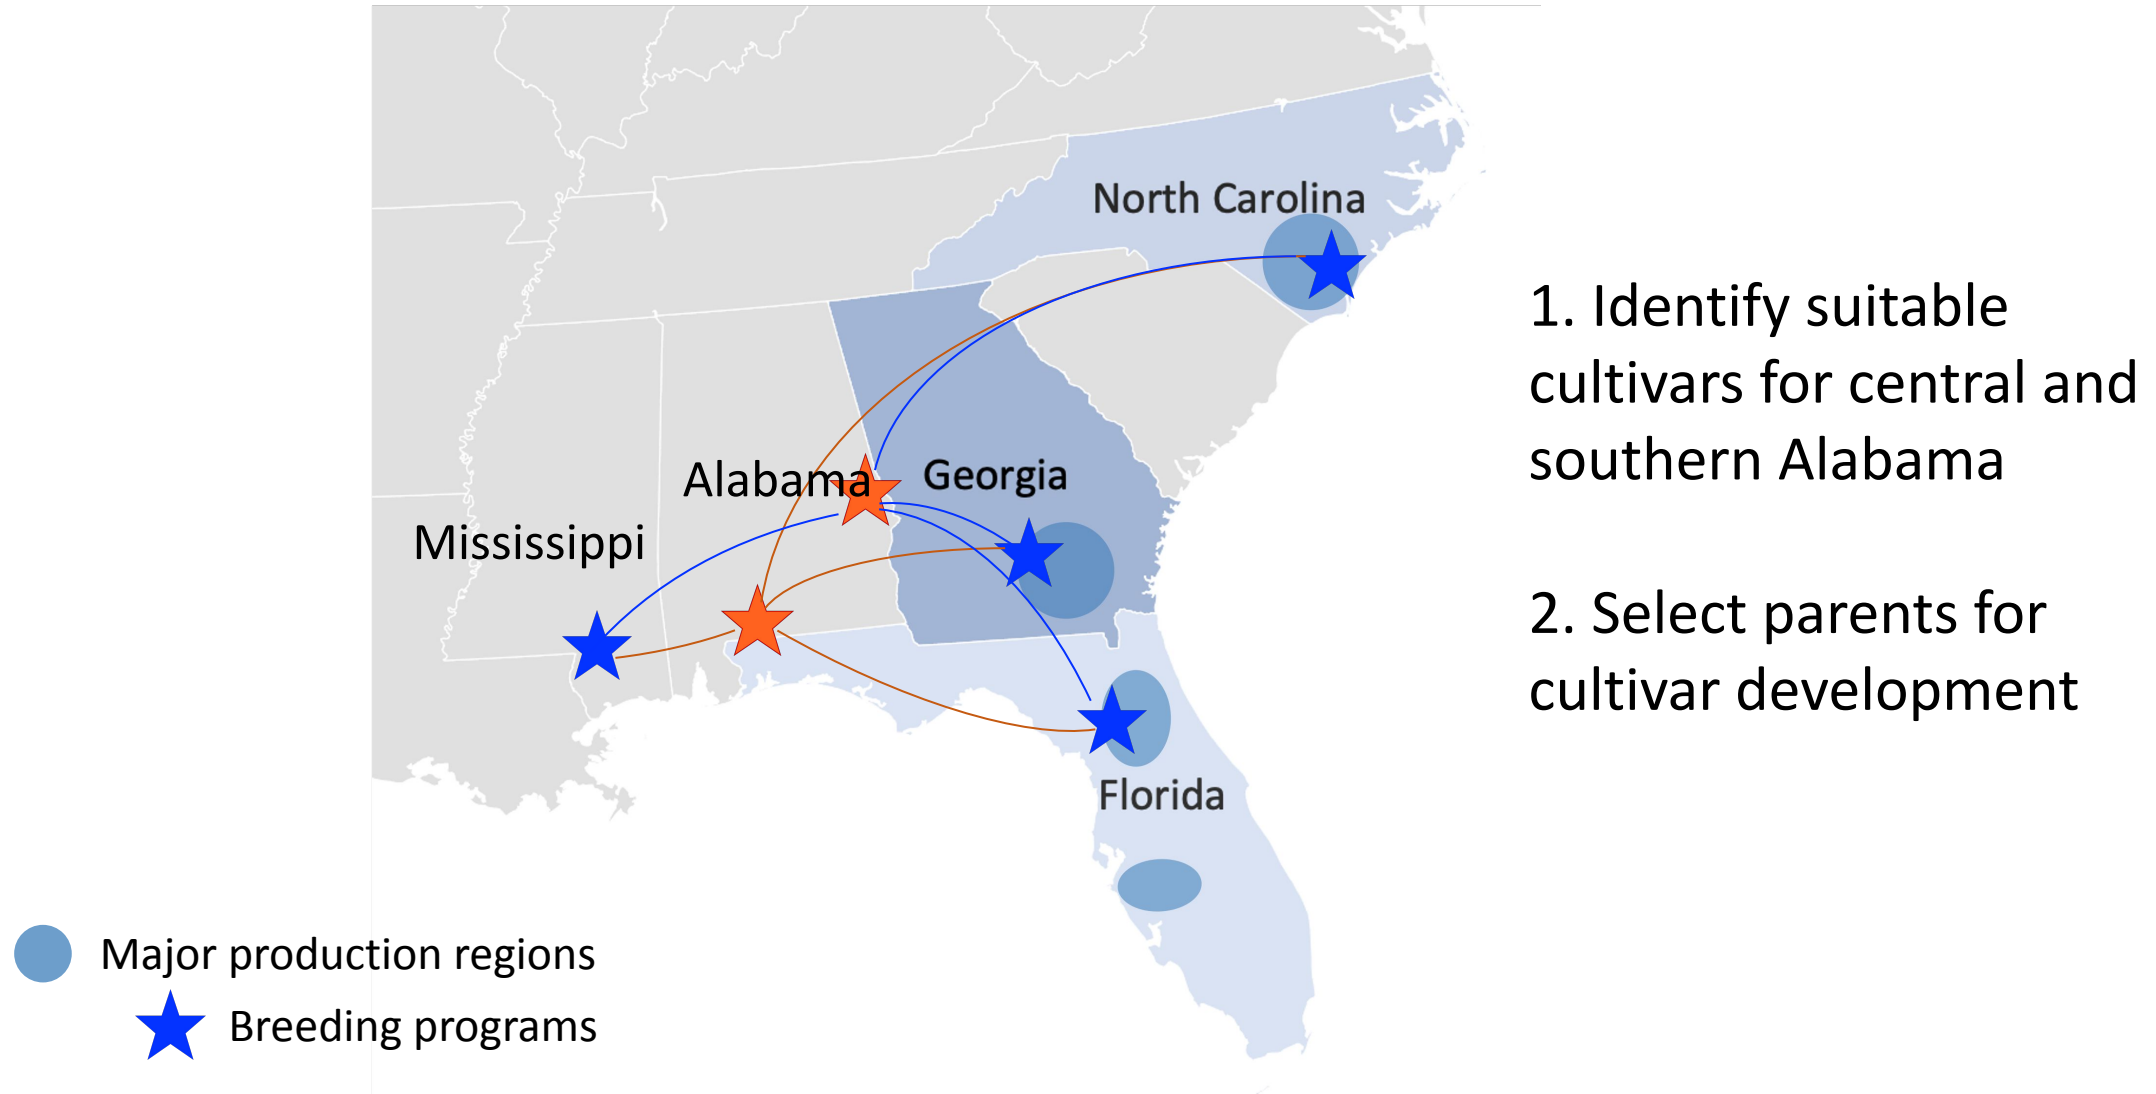 North Carolina
Alabama
Georgia
Mississippi
Florida
1. Identify suitable
cultivars for central and
southern Alabama
2. Select parents for
cultivar development
Major production regions
Breeding programs